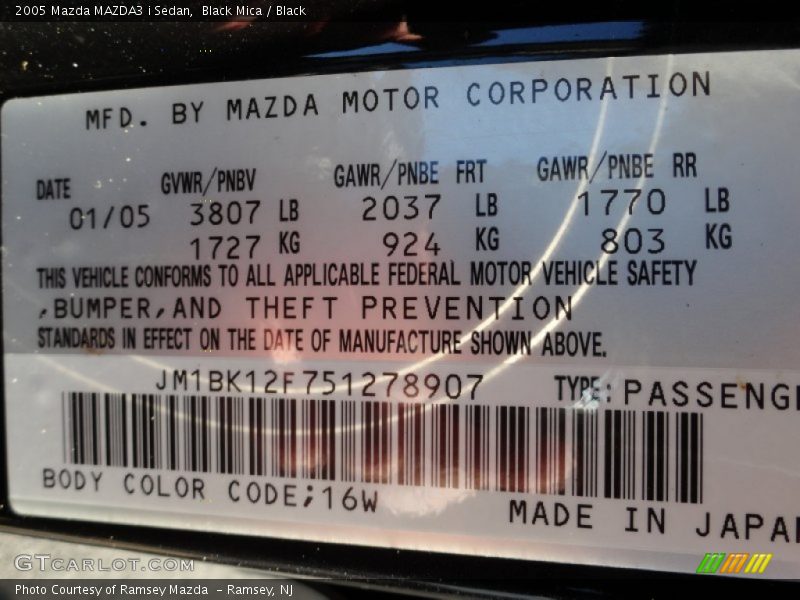 2005 Mazda MAZDA3 i Sedan, Black Mica / Black
MFD. BY MAZDA MOTOR CORPORATION
DATE GVWR/PNBV GAWR/PNBE FRT GAWR/PNBE RR
01/05 3807 LB 2037 LB 1770 LB
1727 KG 924 KG 803 KG
THIS VEHICLE CONFORMS TO ALL APPLICABLE FEDERAL MOTOR VEHICLE SAFETY
,BUMPER,AND THEFT PREVENTION
STANDARDS IN EFFECT ON THE DATE OF MANUFACTURE SHOWN ABOVE.
JM1BK12F751278907 TYPE: PASSENG
BODY COLOR CODE;16W
MADE IN JAPA
GTCARLOT.COM
Photo Courtesy of Ramsey Mazda - Ramsey, NJ